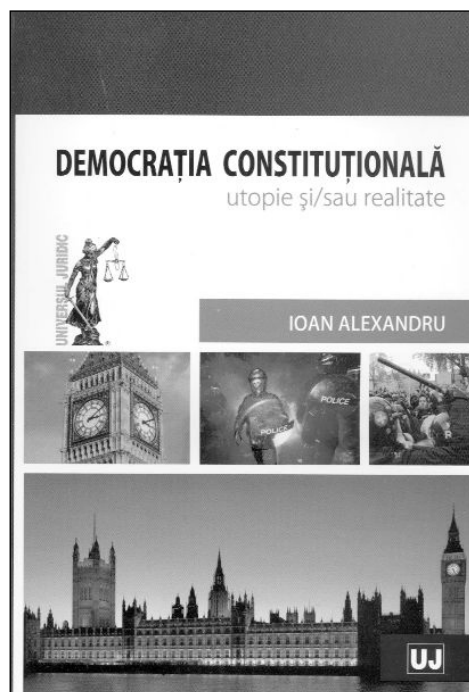 DEMOCRAȚIA CONSTITUȚIONALĂ
utopie şi/sau realitate
UNIVERSUL JURIDIC
®
IOAN ALEXANDRU
POLICE
POLICE
UJ